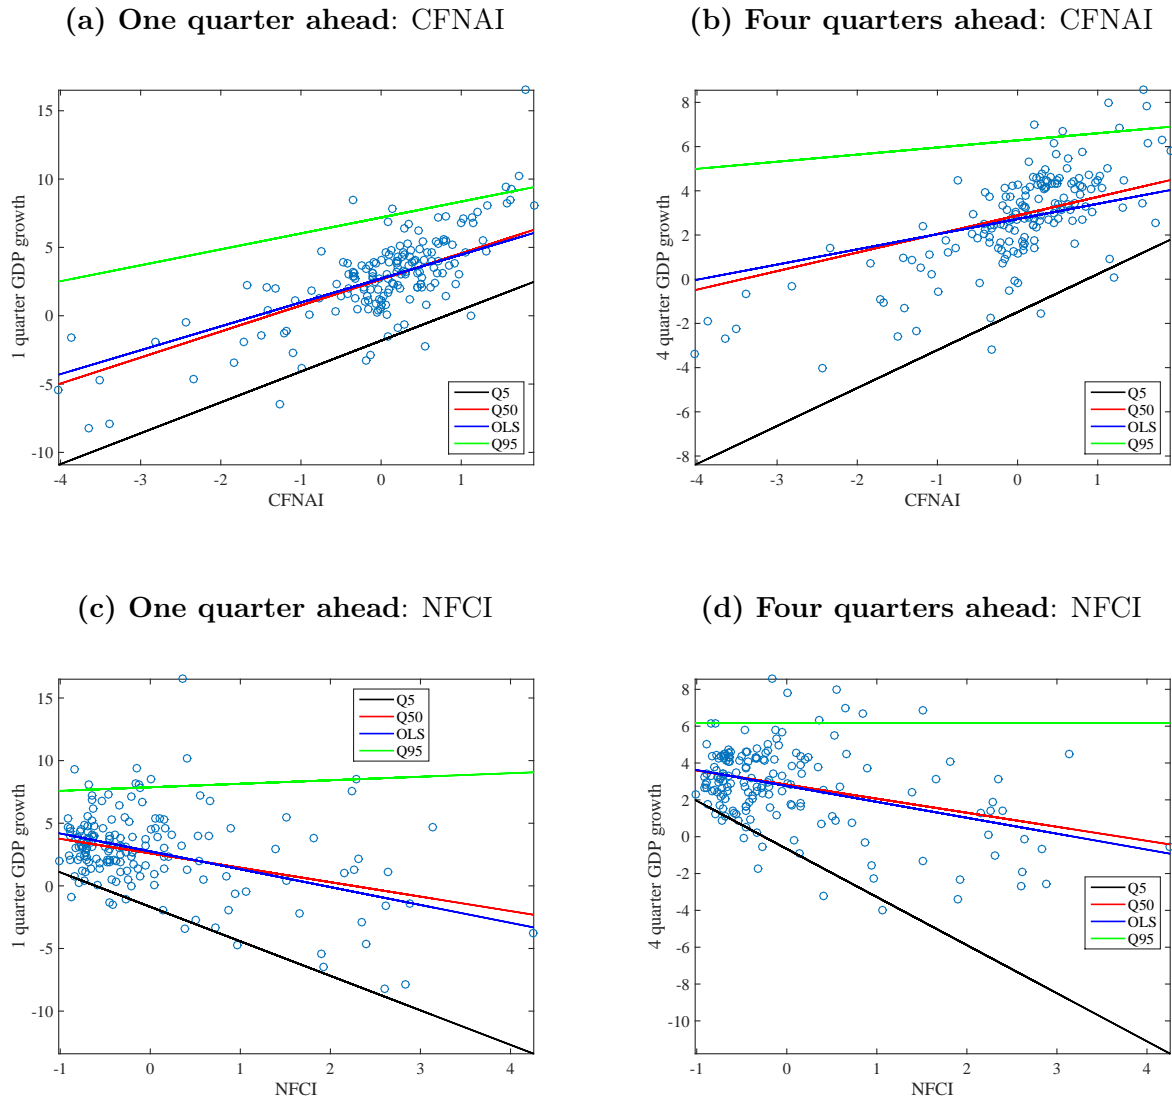 (a) One quarter ahead: CFNAI
15
10
5
0
-5
-10
1 quarter GDP growth
-4 -3 -2 -1 0 1
CFNAI
Q5
Q50
OLS
Q95
(b) Four quarters ahead: CFNAI
8
6
4
2
0
-2
-4
-6
-8
4 quarter GDP growth
-4 -3 -2 -1 0 1
CFNAI
Q5
Q50
OLS
Q95
(c) One quarter ahead: NFCI
15
10
5
0
-5
-10
1 quarter GDP growth
-1 0 1 2 3 4
NFCI
Q5
Q50
OLS
Q95
(d) Four quarters ahead: NFCI
8
6
4
2
0
-2
-4
-6
-8
-10
4 quarter GDP growth
-1 0 1 2 3 4
NFCI
Q5
Q50
OLS
Q95